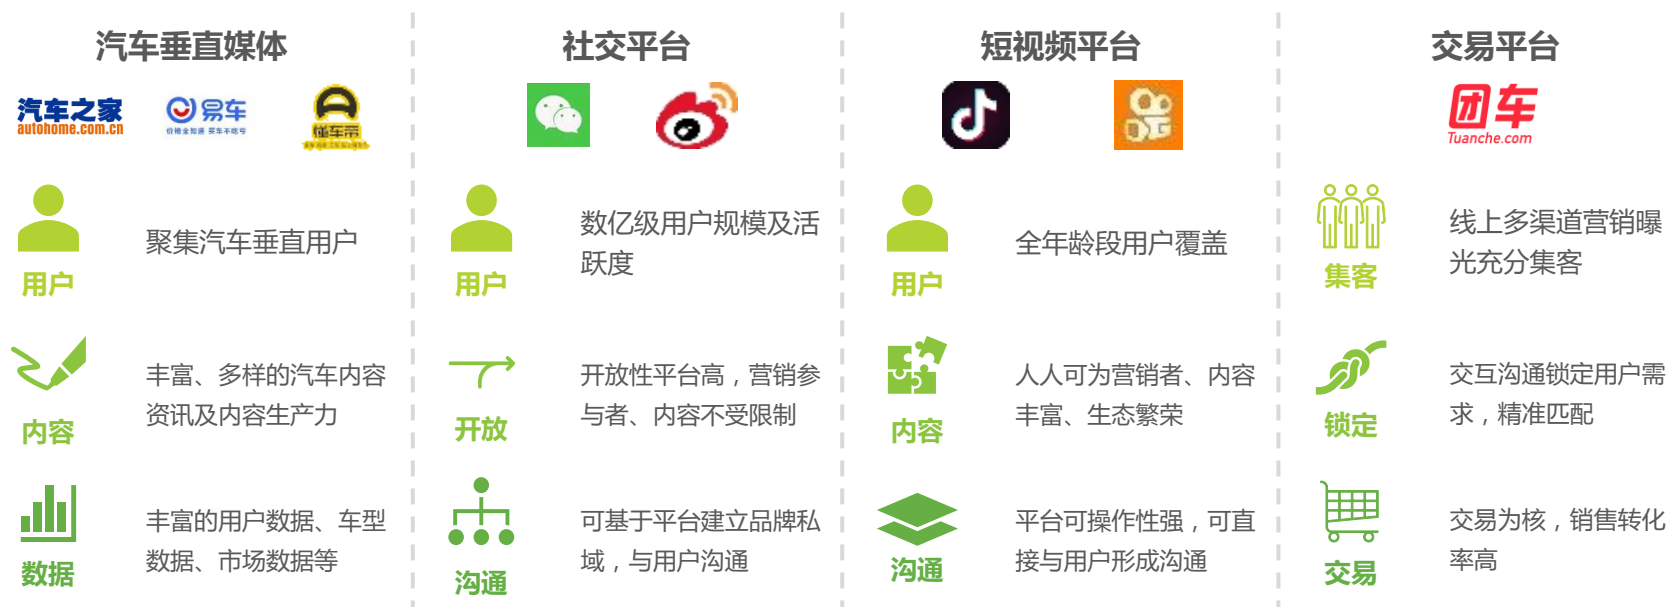 汽车垂直媒体
汽车之家
autohome.com.cn
易车
价格全知道 买车不吃亏
懂车帝
用户
聚集汽车垂直用户
内容
丰富、多样的汽车内容
资讯及内容生产力
数据
丰富的用户数据、车型
数据、市场数据等
社交平台
用户
数亿级用户规模及活
跃度
开放
开放性平台高，营销参
与者、内容不受限制
沟通
可基于平台建立品牌私
域，与用户沟通
短视频平台
用户
全年龄段用户覆盖
内容
人人可为营销者、内容
丰富、生态繁荣
沟通
平台可操作性强，可直
接与用户形成沟通
交易平台
团车
Tuanche.com
集客
线上多渠道营销曝
光充分集客
锁定
交互沟通锁定用户需
求，精准匹配
交易
交易为核，销售转化
率高